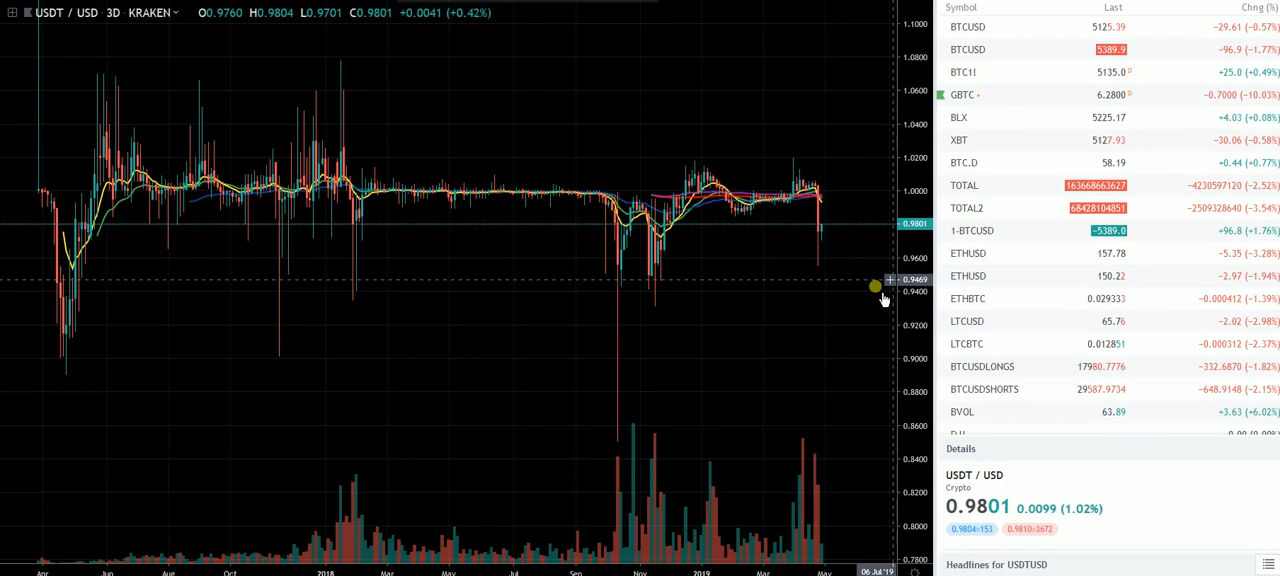 USDT / USD · 3D · KRAKEN O0.9760 H0.9804 L0.9701 C0.9801 +0.0041 (+0.42%)
1.1000
1.0800
1.0600
1.0400
1.0200
1.0000
0.9801
0.9600
0.9469
0.9400
0.9200
0.9000
0.8800
0.8600
0.8400
0.8200
0.8000
0.7800
Apr Jun Aug Oct 2018 Mar May Jul Sep Nov 2019 Mar May 06 Jul '19
Symbol Last Chng (%)
BTCUSD 5125.39 −29.61 (−0.57%)
BTCUSD 5389.9 −96.9 (−1.77%)
BTC1! 5135.0 D +25.0 (+0.49%)
GBTC 6.2800 D −0.7000 (−10.03%)
BLX 5225.17 +4.03 (+0.08%)
XBT 5127.93 −30.06 (−0.58%)
BTC.D 58.19 +0.44 (+0.77%)
TOTAL 163668663627 −4230597120 (−2.52%)
TOTAL2 68428104851 −2509328640 (−3.54%)
1-BTCUSD −5389.0 +96.8 (+1.76%)
ETHUSD 157.78 −5.35 (−3.28%)
ETHUSD 150.22 −2.97 (−1.94%)
ETHBTC 0.029333 −0.000412 (−1.39%)
LTCUSD 65.76 −2.02 (−2.98%)
LTCBTC 0.012851 −0.000312 (−2.37%)
BTCUSDLONGS 17980.7776 −332.6870 (−1.82%)
BTCUSDSHORTS 29587.9734 −648.9148 (−2.15%)
BVOL 63.89 +3.63 (+6.02%)
Details
USDT / USD
Crypto
0.9801 0.0099 (1.02%)
0.9804×153 0.9810×3672
Headlines for USDTUSD